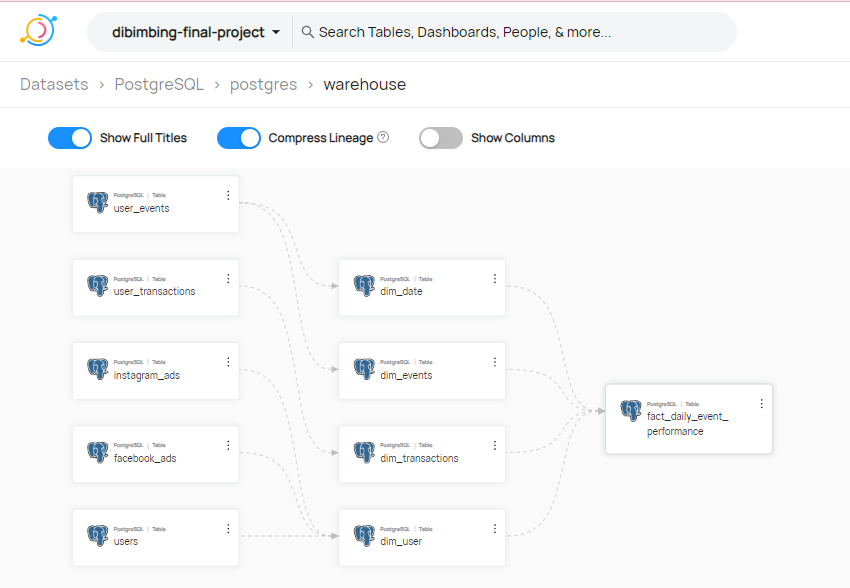 dibimbing-final-project
Search Tables, Dashboards, People, & more...
Datasets > PostgreSQL > postgres > warehouse
Show Full Titles
Compress Lineage ?
Show Columns
PostgreSQL | Table
user_events
PostgreSQL | Table
user_transactions
PostgreSQL | Table
instagram_ads
PostgreSQL | Table
facebook_ads
PostgreSQL | Table
users
PostgreSQL | Table
dim_date
PostgreSQL | Table
dim_events
PostgreSQL | Table
dim_transactions
PostgreSQL | Table
dim_user
PostgreSQL | Table
fact_daily_event_
performance